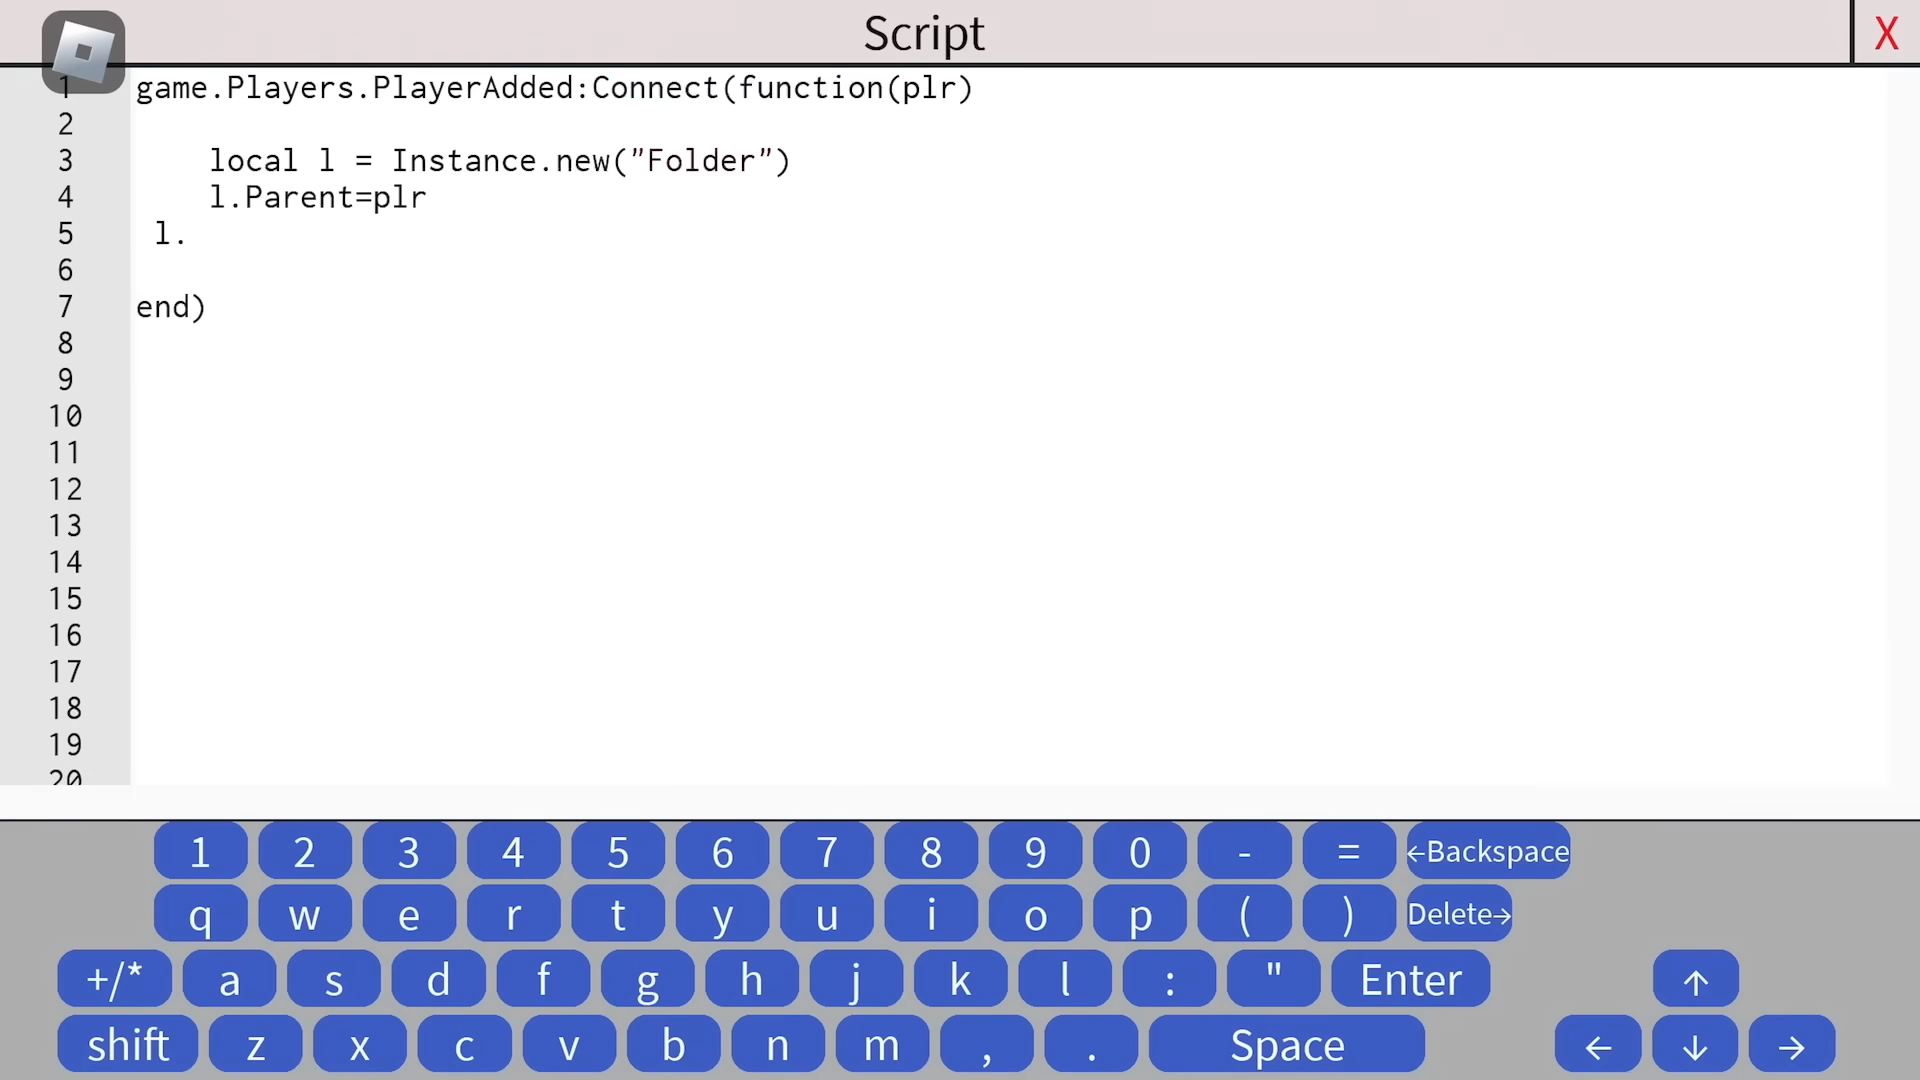 Script X
1 game.Players.PlayerAdded:Connect(function(plr)
2
3 local l = Instance.new("Folder")
4 l.Parent=plr
5 l.
6
7 end)
8
9
10
11
12
13
14
15
16
17
18
19
20
1 2 3 4 5 6 7 8 9 0 - = ←Backspace
q w e r t y u i o p ( ) Delete→
+/* a s d f g h j k l : " Enter ↑
shift z x c v b n m , . Space ← ↓ →